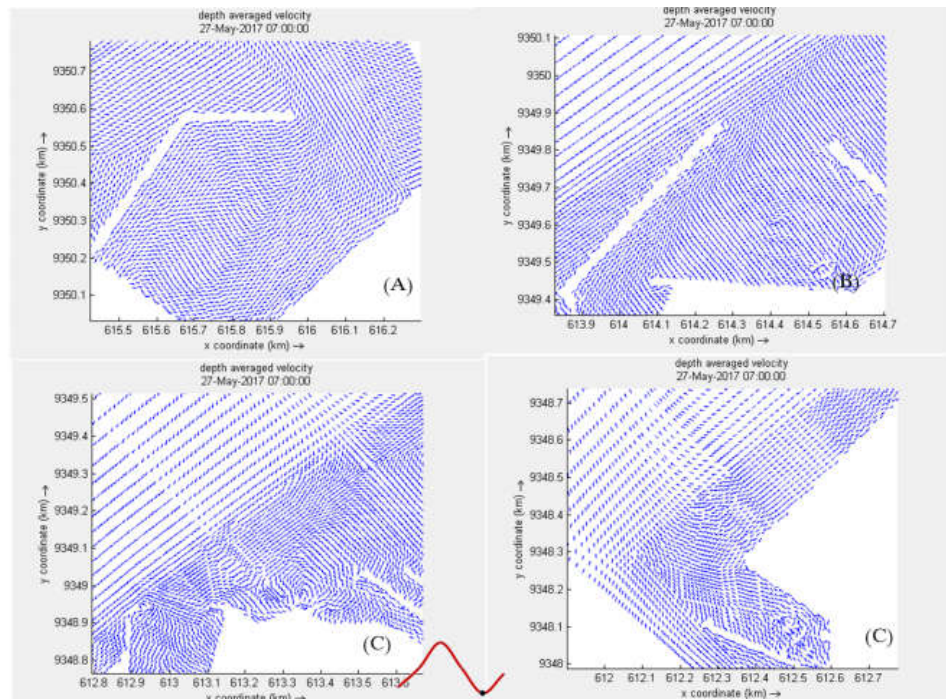 depth averaged velocity
27-May-2017 07:00:00
9350.7
9350.6
9350.5
9350.4
9350.3
9350.2
9350.1
y coordinate (km) →
615.5 615.6 615.7 615.8 615.9 616 616.1 616.2
x coordinate (km) →
(A)
depth averaged velocity
27-May-2017 07:00:00
9350.1
9350
9349.9
9349.8
9349.7
9349.6
9349.5
9349.4
y coordinate (km) →
613.9 614 614.1 614.2 614.3 614.4 614.5 614.6 614.7
x coordinate (km) →
(B)
depth averaged velocity
27-May-2017 07:00:00
9349.5
9349.4
9349.3
9349.2
9349.1
9349
9348.9
9348.8
y coordinate (km) →
612.8 612.9 613 613.1 613.2 613.3 613.4 613.5 613.6
x coordinate (km) →
(C)
depth averaged velocity
27-May-2017 07:00:00
9348.7
9348.6
9348.5
9348.4
9348.3
9348.2
9348.1
9348
y coordinate (km) →
612 612.1 612.2 612.3 612.4 612.5 612.6 612.7
x coordinate (km) →
(C)